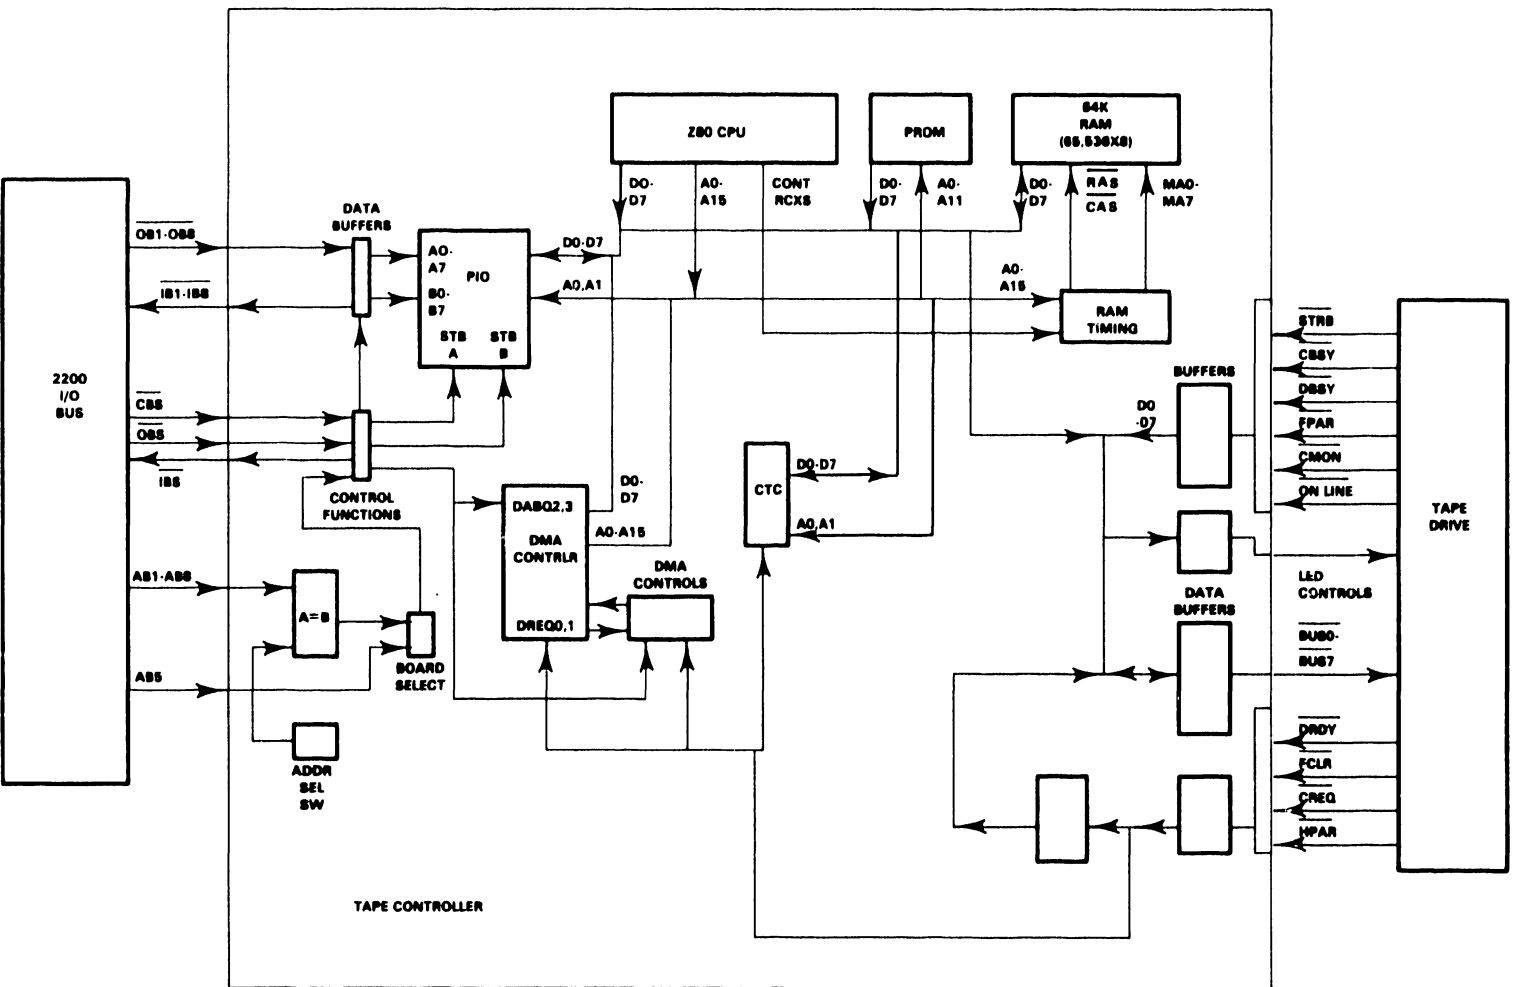 Z80 CPU
PROM
64K
RAM
(65,536X8)
D0-
D7
A0-
A15
CONT
RCXS
D0-
D7
A0-
A11
D0-
D7
RAS
CAS
MA0-
MA7
2200
I/O
BUS
OB1-OB8
IB1-IB8
CBS
OBS
IBS
AB1-AB8
ABS
DATA
BUFFERS
A0-
A7
PIO
B0-
B7
STB
A
STB
B
D0-D7
A0,A1
A0-
A15
RAM
TIMING
CONTROL
FUNCTIONS
D0-
D7
DABQ2,3
A0-A15
DMA
CONTRLR
DREQ0,1
DMA
CONTROLS
CTC
D0-D7
A0,A1
A=B
BOARD
SELECT
ADDR
SEL
SW
BUFFERS
D0
-D7
DATA
BUFFERS
STRB
CBSY
DBSY
FPAR
CMON
ON LINE
LED
CONTROLS
BUS0-
BUS7
DRDY
FCLR
CREQ
HPAR
TAPE
DRIVE
TAPE CONTROLLER